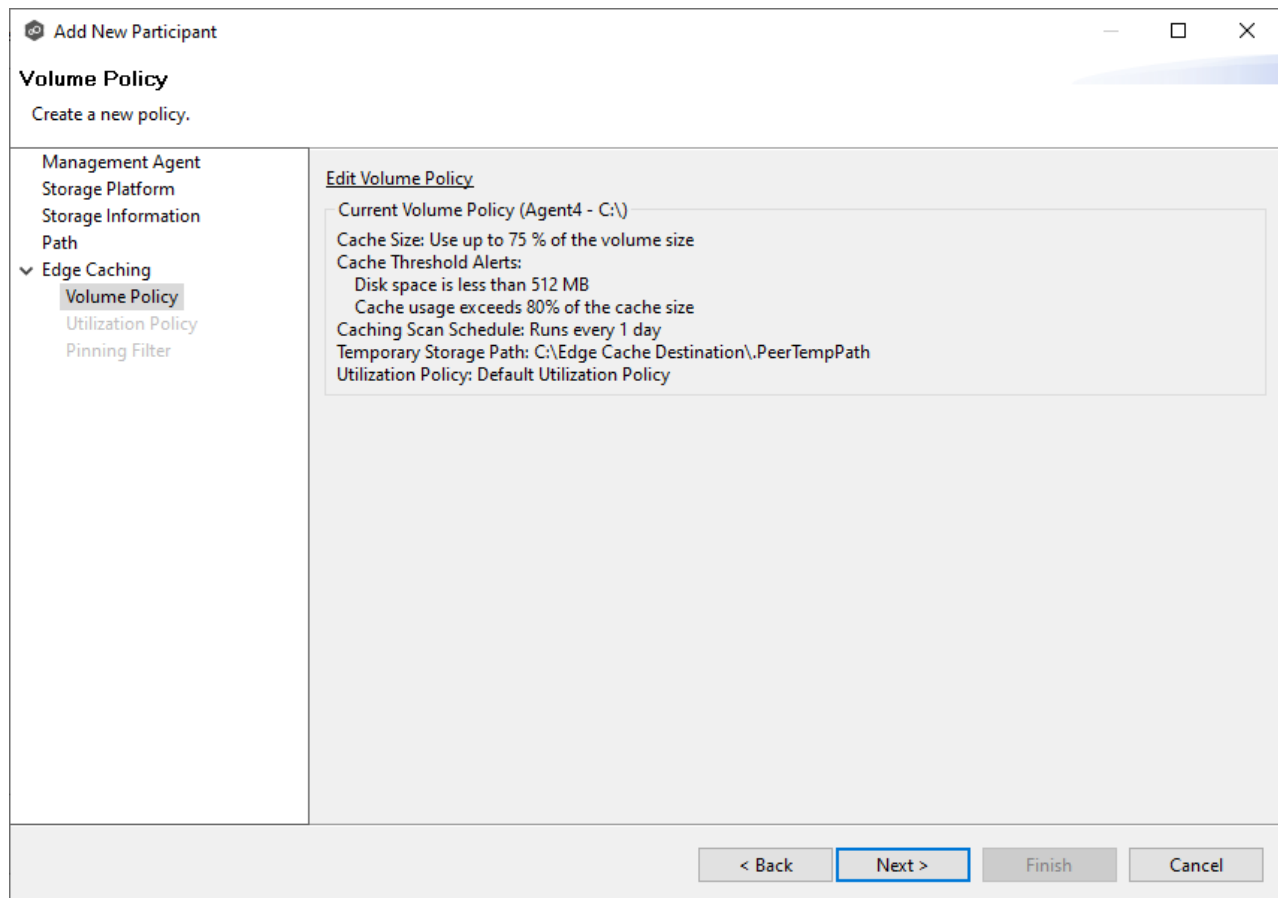 Add New Participant
Volume Policy
Create a new policy.
Management Agent
Storage Platform
Storage Information
Path
Edge Caching
Volume Policy
Utilization Policy
Pinning Filter
Edit Volume Policy
Current Volume Policy (Agent4 - C:\)
Cache Size: Use up to 75 % of the volume size
Cache Threshold Alerts:
Disk space is less than 512 MB
Cache usage exceeds 80% of the cache size
Caching Scan Schedule: Runs every 1 day
Temporary Storage Path: C:\Edge Cache Destination\.PeerTempPath
Utilization Policy: Default Utilization Policy
< Back
Next >
Finish
Cancel